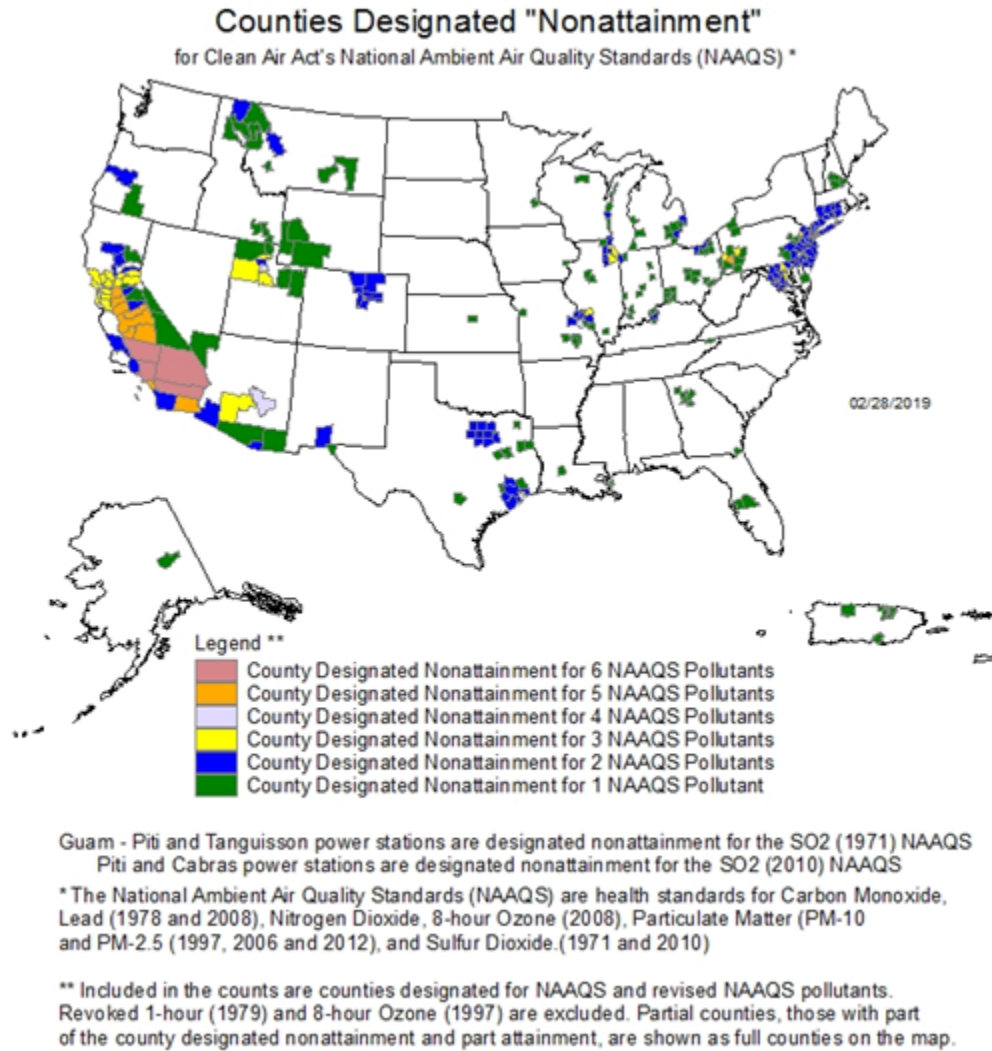 Counties Designated "Nonattainment"
for Clean Air Act's National Ambient Air Quality Standards (NAAQS) *
02/28/2019
Legend **
County Designated Nonattainment for 6 NAAQS Pollutants
County Designated Nonattainment for 5 NAAQS Pollutants
County Designated Nonattainment for 4 NAAQS Pollutants
County Designated Nonattainment for 3 NAAQS Pollutants
County Designated Nonattainment for 2 NAAQS Pollutants
County Designated Nonattainment for 1 NAAQS Pollutant
Guam - Piti and Tanguisson power stations are designated nonattainment for the SO2 (1971) NAAQS
Piti and Cabras power stations are designated nonattainment for the SO2 (2010) NAAQS
* The National Ambient Air Quality Standards (NAAQS) are health standards for Carbon Monoxide,
Lead (1978 and 2008), Nitrogen Dioxide, 8-hour Ozone (2008), Particulate Matter (PM-10
and PM-2.5 (1997, 2006 and 2012), and Sulfur Dioxide.(1971 and 2010)
** Included in the counts are counties designated for NAAQS and revised NAAQS pollutants.
Revoked 1-hour (1979) and 8-hour Ozone (1997) are excluded. Partial counties, those with part
of the county designated nonattainment and part attainment, are shown as full counties on the map.